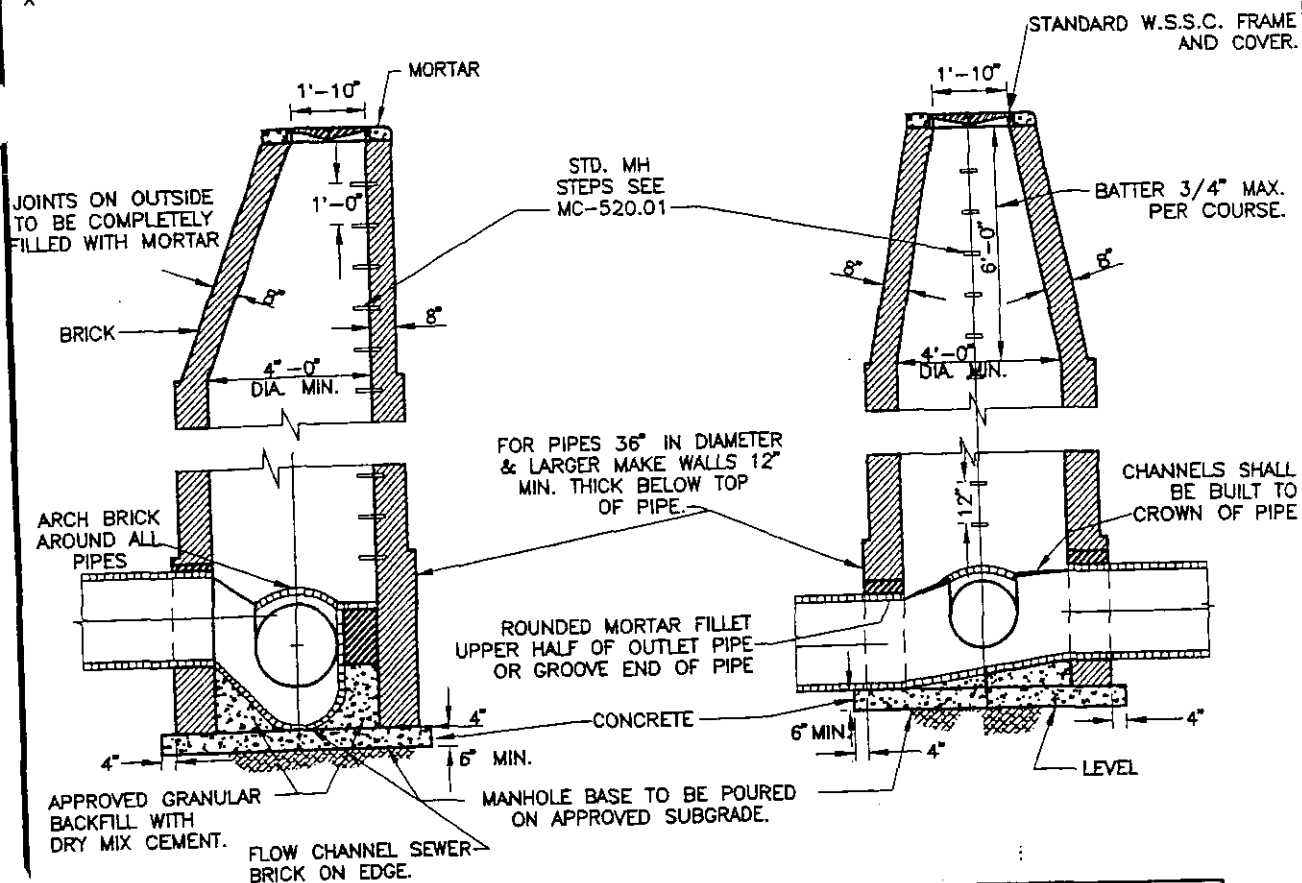 STANDARD W.S.S.C. FRAME
AND COVER.
MORTAR
1'-10"
1'-10"
JOINTS ON OUTSIDE
TO BE COMPLETELY
FILLED WITH MORTAR
1'-0"
STD. MH
STEPS SEE
MC-520.01
BATTER 3/4" MAX.
PER COURSE.
6'-0"
8"
8"
8"
8"
BRICK
4"-0"
DIA. MIN.
4'-0"
DIA. MIN.
FOR PIPES 36" IN DIAMETER
& LARGER MAKE WALLS 12"
MIN. THICK BELOW TOP
OF PIPE.
12"
CHANNELS SHALL
BE BUILT TO
CROWN OF PIPE
ARCH BRICK
AROUND ALL
PIPES
ROUNDED MORTAR FILLET
UPPER HALF OF OUTLET PIPE
OR GROOVE END OF PIPE
4"
CONCRETE
6" MIN.
4"
6" MIN.
4"
4"
LEVEL
APPROVED GRANULAR
BACKFILL WITH
DRY MIX CEMENT.
MANHOLE BASE TO BE POURED
ON APPROVED SUBGRADE.
FLOW CHANNEL SEWER
BRICK ON EDGE.